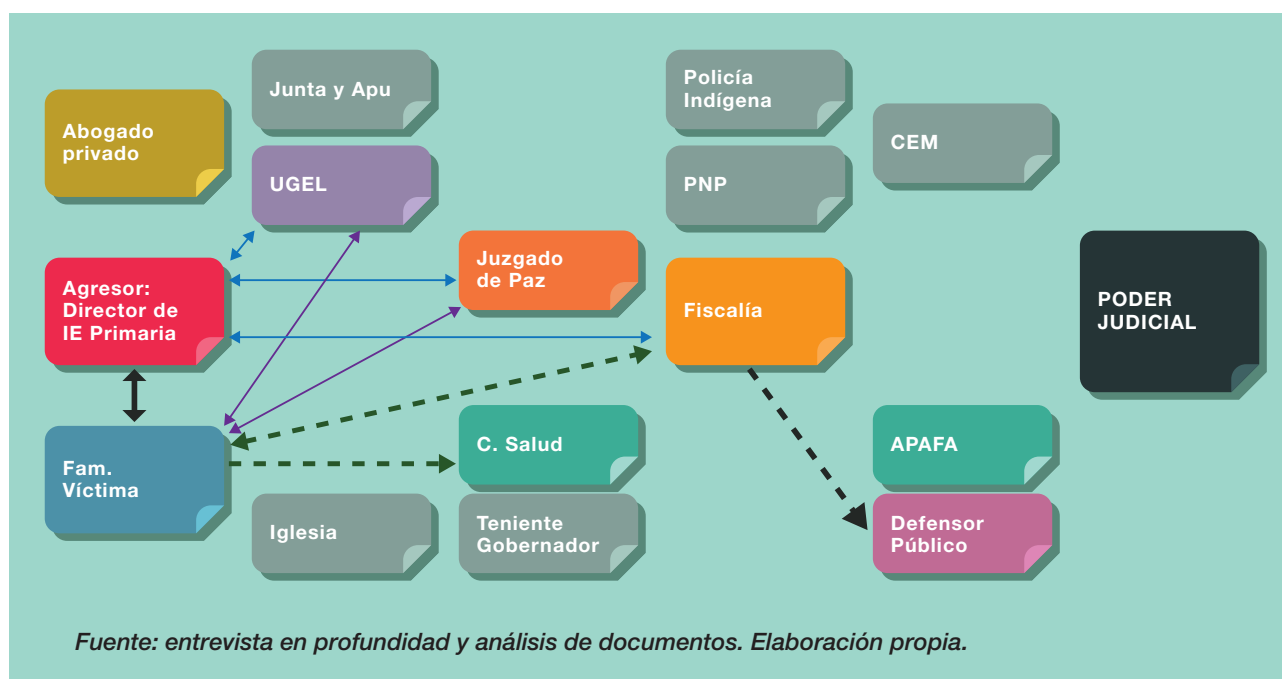 Junta y Apu
Policía
Indígena
Abogado
privado
CEM
UGEL
PNP
Juzgado
de Paz
Agresor:
Director de
IE Primaria
Fiscalía
PODER
JUDICIAL
Fam.
Víctima
C. Salud
APAFA
Iglesia
Teniente
Gobernador
Defensor
Público
Fuente: entrevista en profundidad y análisis de documentos. Elaboración propia.